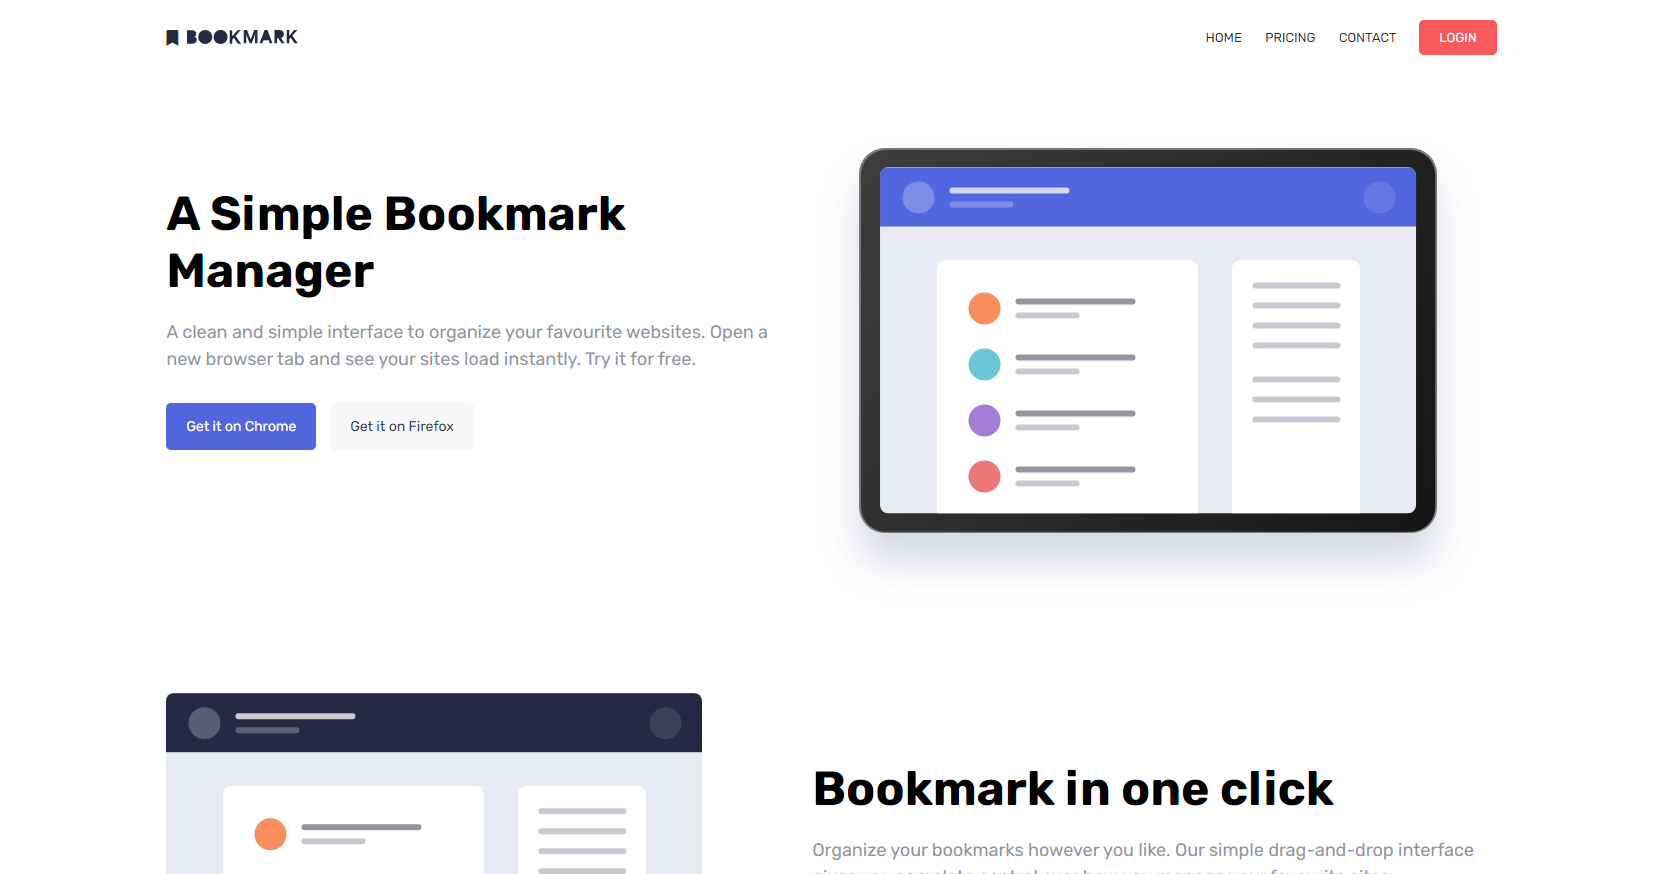 BOOKMARK
HOME PRICING CONTACT LOGIN
A Simple Bookmark
Manager
A clean and simple interface to organize your favourite websites. Open a
new browser tab and see your sites load instantly. Try it for free.
Get it on Chrome Get it on Firefox
Bookmark in one click
Organize your bookmarks however you like. Our simple drag-and-drop interface